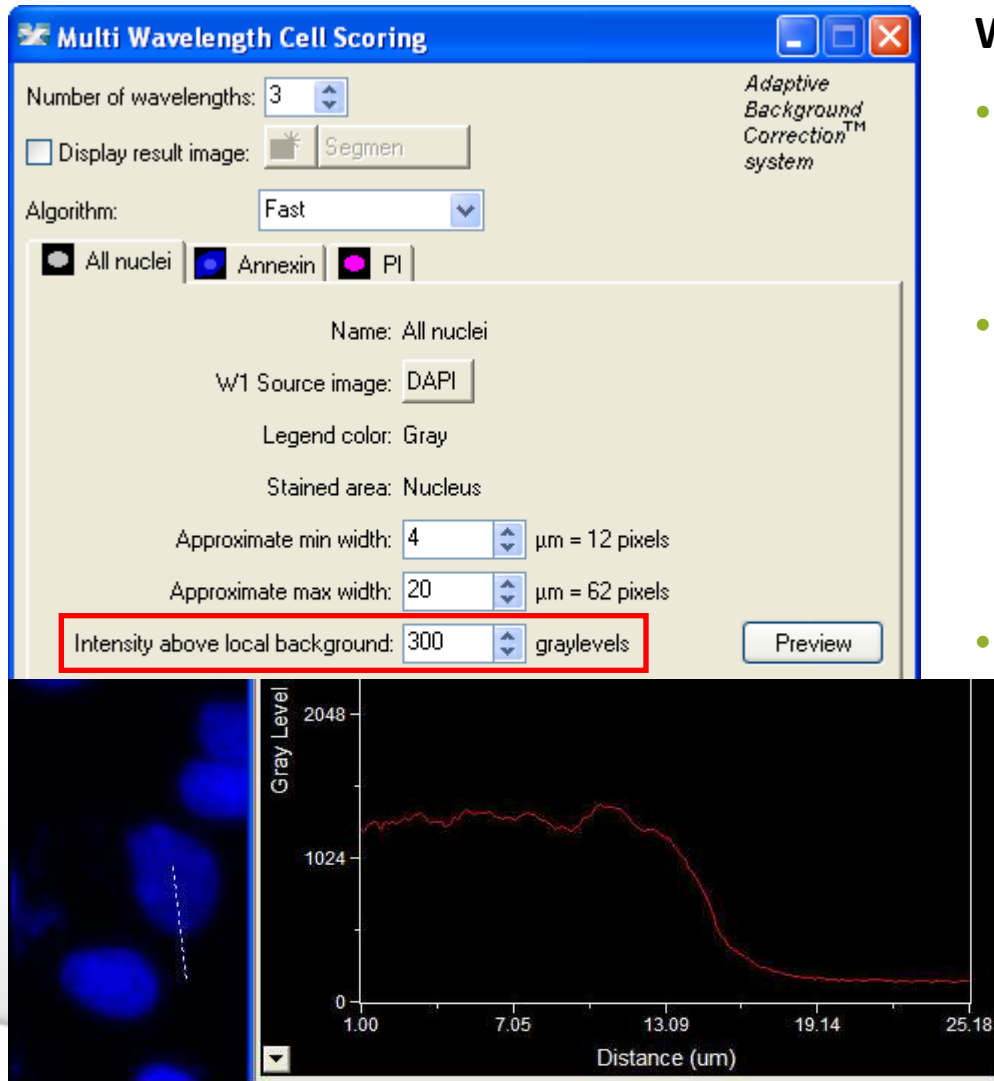 Multi Wavelength Cell Scoring
W
Number of wavelengths: 3
Adaptive
Background
Correction™
system
Display result image: Segmen
Algorithm: Fast
All nuclei Annexin PI
Name: All nuclei
W1 Source image: DAPI
Legend color: Gray
Stained area: Nucleus
Approximate min width: 4 µm = 12 pixels
Approximate max width: 20 µm = 62 pixels
Intensity above local background: 300 graylevels
Preview
Gray Level
2048
1024
0
1.00 7.05 13.09 19.14 25.18
Distance (um)